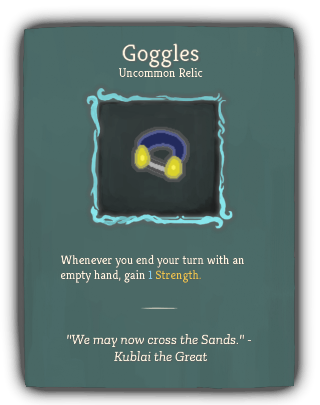 Goggles
Uncommon Relic
Whenever you end your turn with an
empty hand, gain 1 Strength.
"We may now cross the Sands." -
Kublai the Great